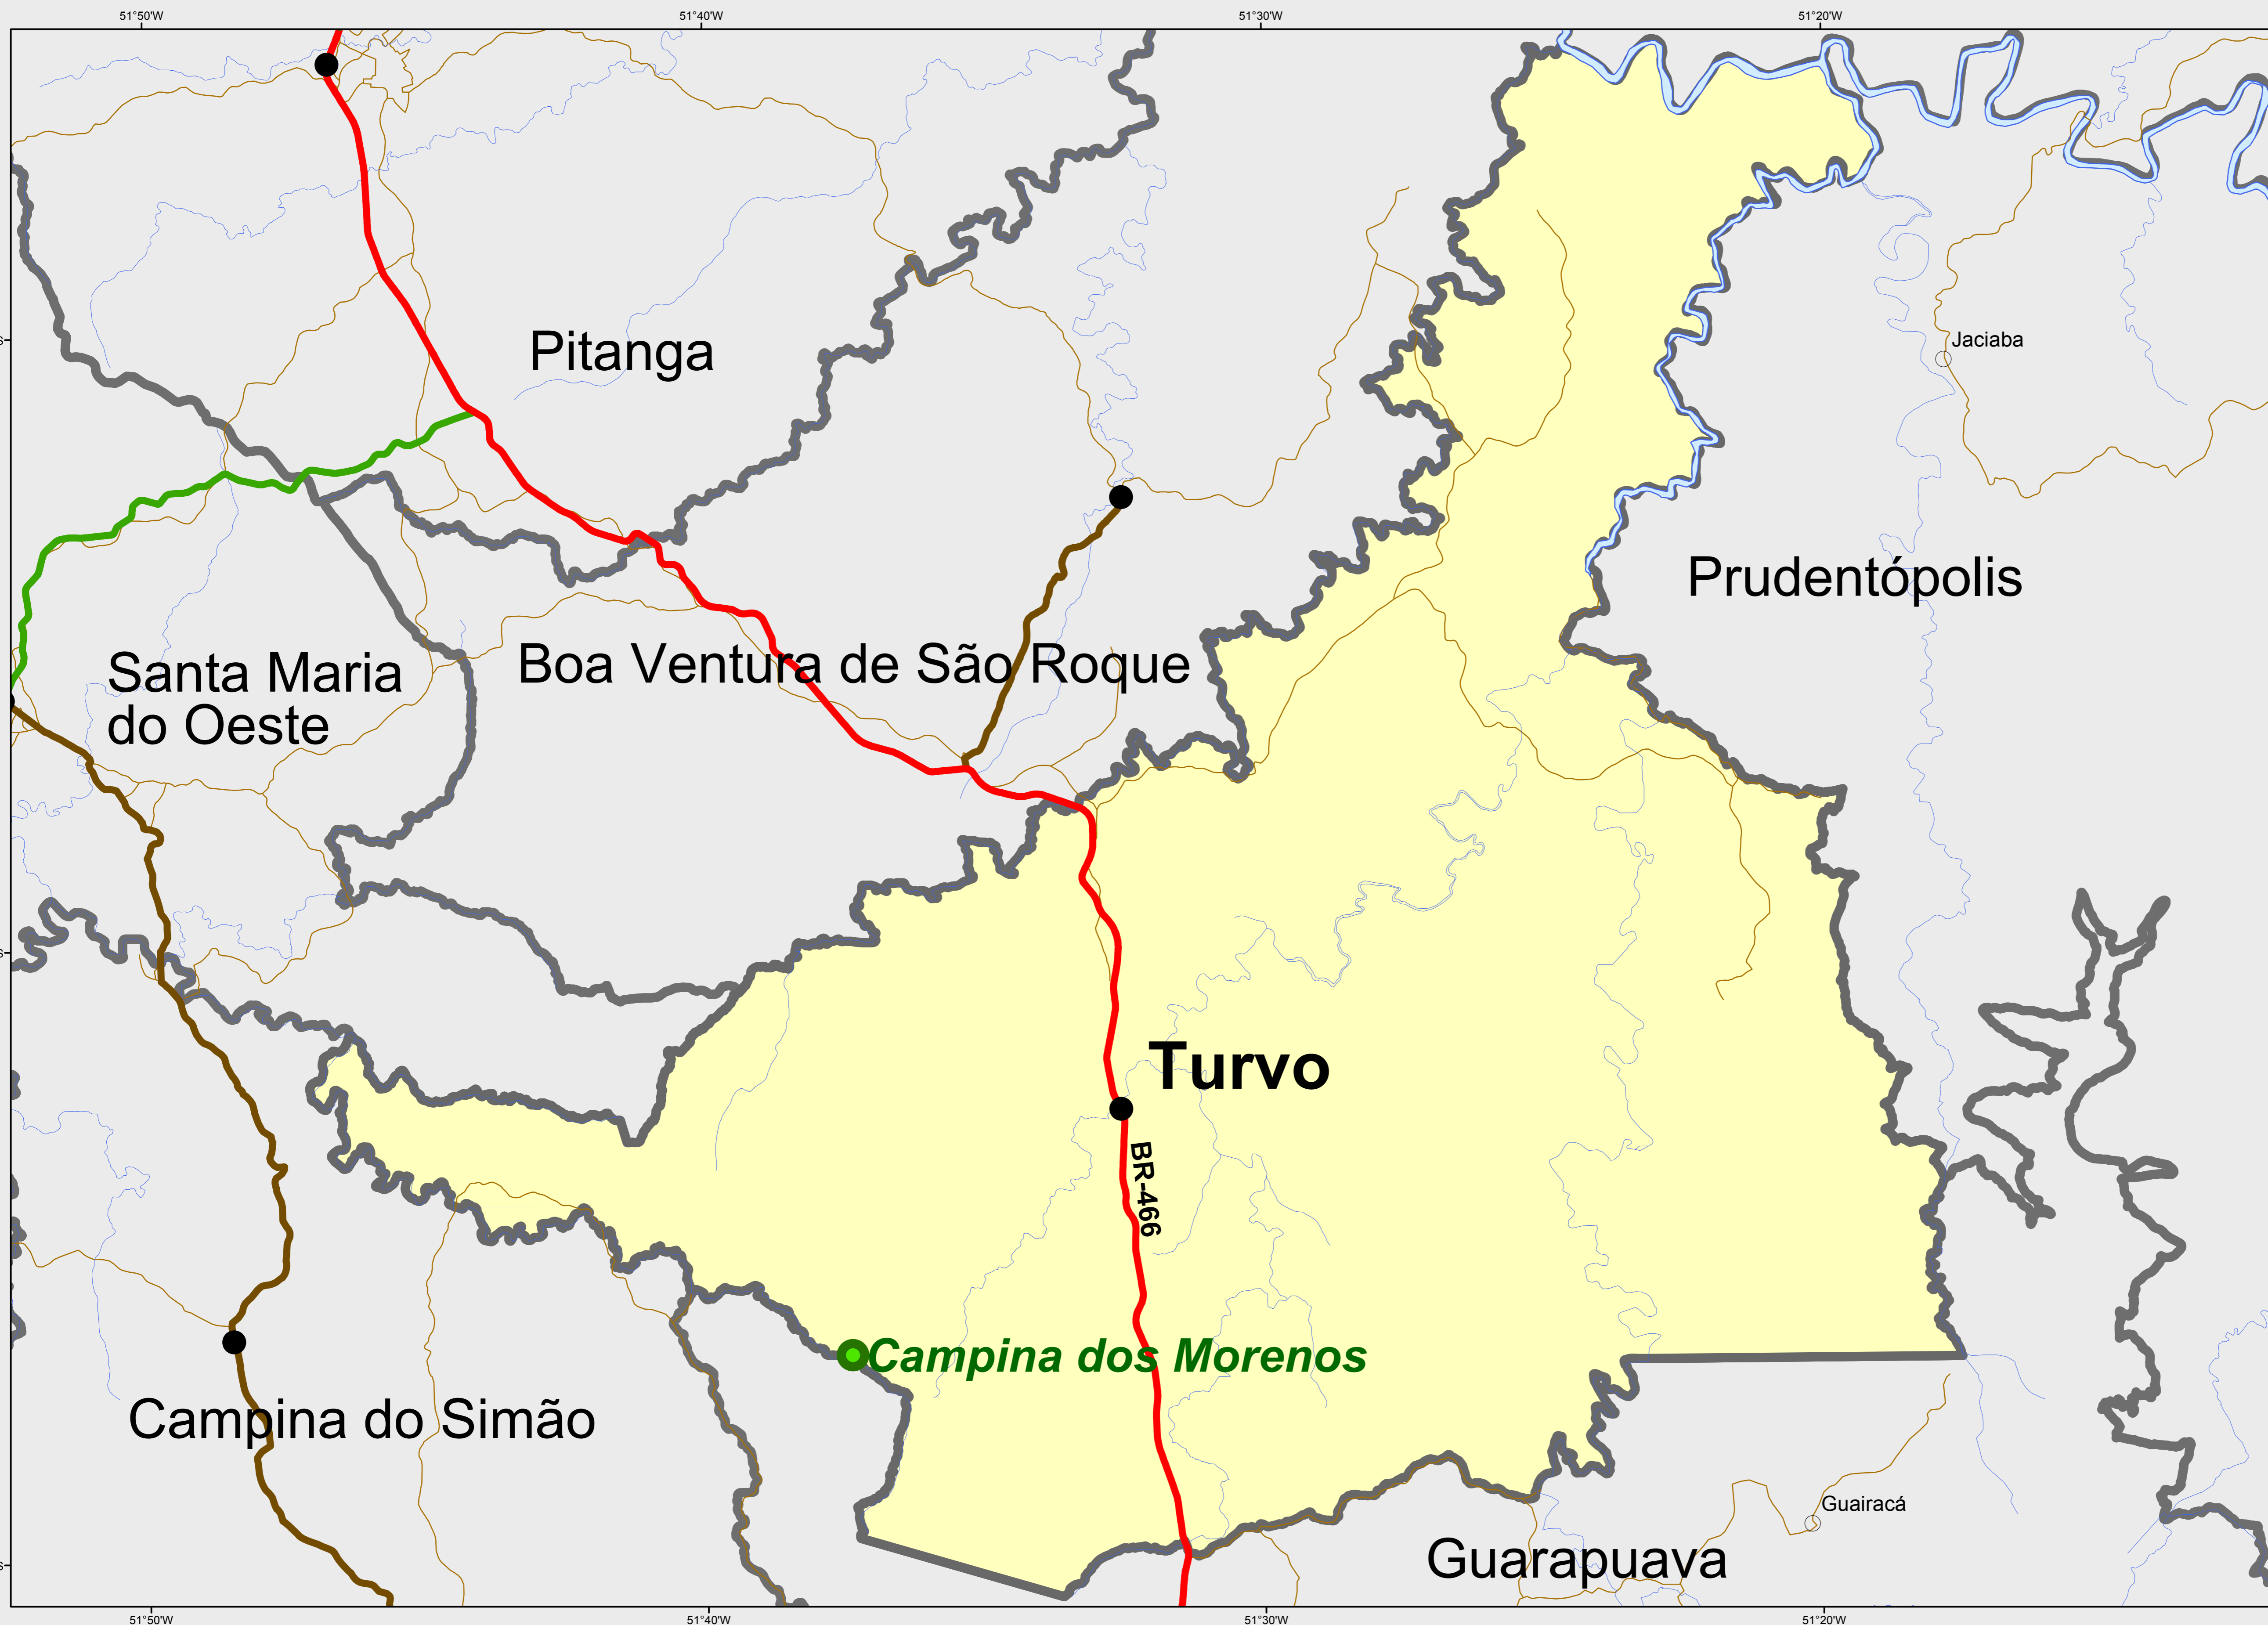 51°50'W
51°40'W
51°30'W
51°20'W
Pitanga
Jaciaba
Prudentópolis
Boa Ventura de São Roque
Santa Maria
do Oeste
Turvo
BR-466
Campina dos Morenos
Campina do Simão
Guairacá
Guarapuava
51°50'W
51°40'W
51°30'W
51°20'W